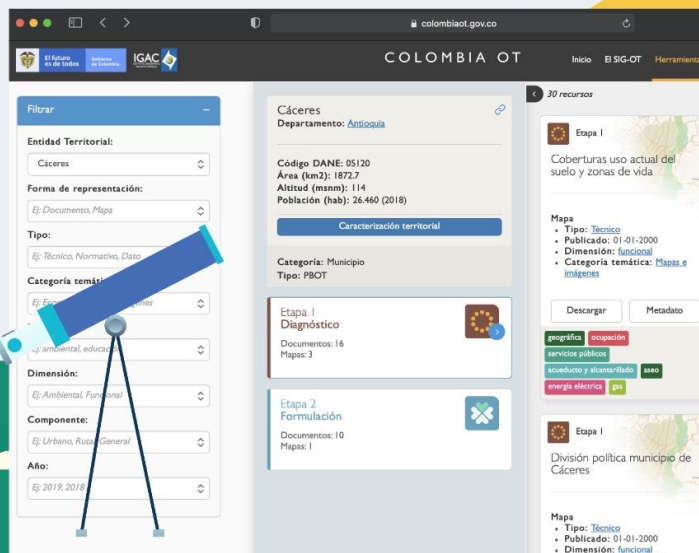 colombiaot.gov.co
El futuro
es de todos
Gobierno
de Colombia
IGAC
COLOMBIA OT
Inicio
El SIG-OT
Herramienta
Filtrar
Entidad Territorial:
Cáceres
Forma de representación:
Ej: Documento, Mapa
Tipo:
Ej: Técnico, Normativo, Dato
Categoría temát
Ej: ambiental, educac
Dimensión:
Ej: Ambiental, Fun onal
Componente:
Ej: Urbano, Rura General
Año:
Ej: 2019, 2018
Cáceres
Departamento: Antioquia
Código DANE: 05120
Área (km2): 1872.7
Altitud (msnm): 114
Población (hab): 26.460 (2018)
Caracterización territorial
Categoría: Municipio
Tipo: PBOT
Etapa 1
Diagnóstico
Documentos: 16
Mapas: 3
Etapa 2
Formulación
Documentos: 10
Mapas: 1
30 recursos
Etapa 1
Coberturas uso actual del
suelo y zonas de vida
Mapa
• Tipo: Técnico
• Publicado: 01-01-2000
• Dimensión: funcional
• Categoría temática: Mapas e
imágenes
Descargar
Metadato
geográfica ocupación
servicios públicos
acueducto y alcantarillado aseo
energía eléctrica gas
Etapa 1
División política municipio de
Cáceres
Mapa
• Tipo: Técnico
• Publicado: 01-01-2000
• Dimensión: funcional